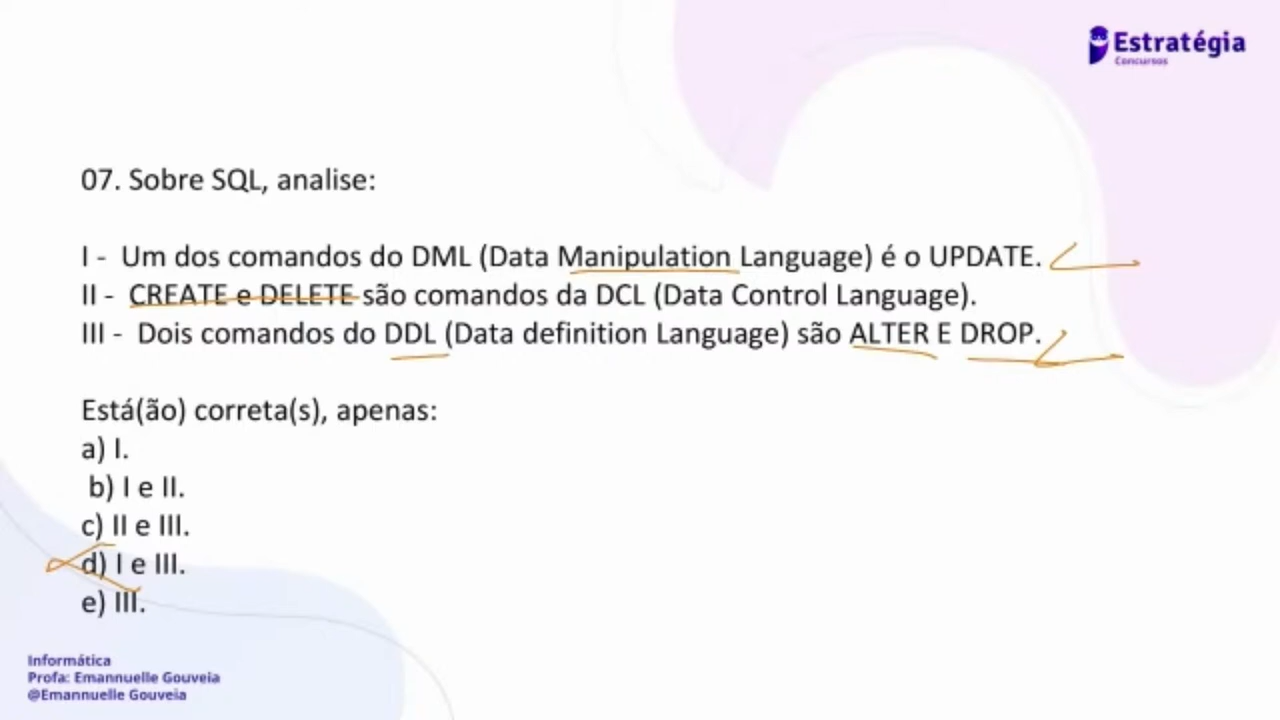 Estratégia
Concursos
07. Sobre SQL, analise:
I - Um dos comandos do DML (Data Manipulation Language) é o UPDATE.
II - CREATE e DELETE são comandos da DCL (Data Control Language).
III - Dois comandos do DDL (Data definition Language) são ALTER E DROP.
Está(ão) correta(s), apenas:
a) I.
b) I e II.
c) II e III.
d) I e III.
e) III.
Informática
Profa: Emannuelle Gouveia
@Emannuelle Gouveia